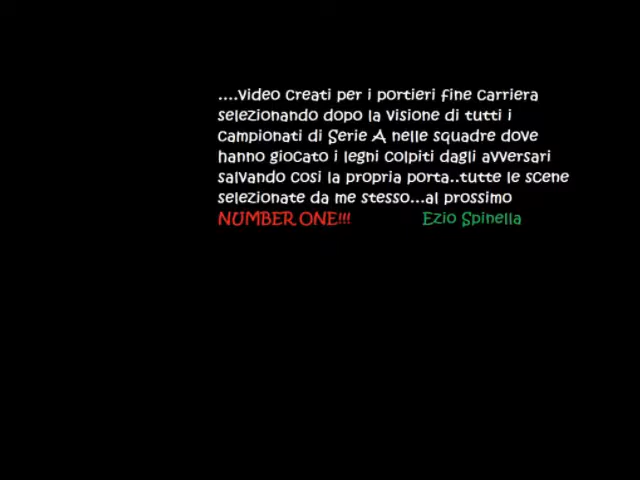 ....video creati per i portieri fine carriera
selezionando dopo la visione di tutti i
campionati di Serie A nelle squadre dove
hanno giocato i legni colpiti dagli avversari
salvando cosi la propria porta..tutte le scene
selezionate da me stesso...al prossimo
NUMBER ONE!!! Ezio Spinella